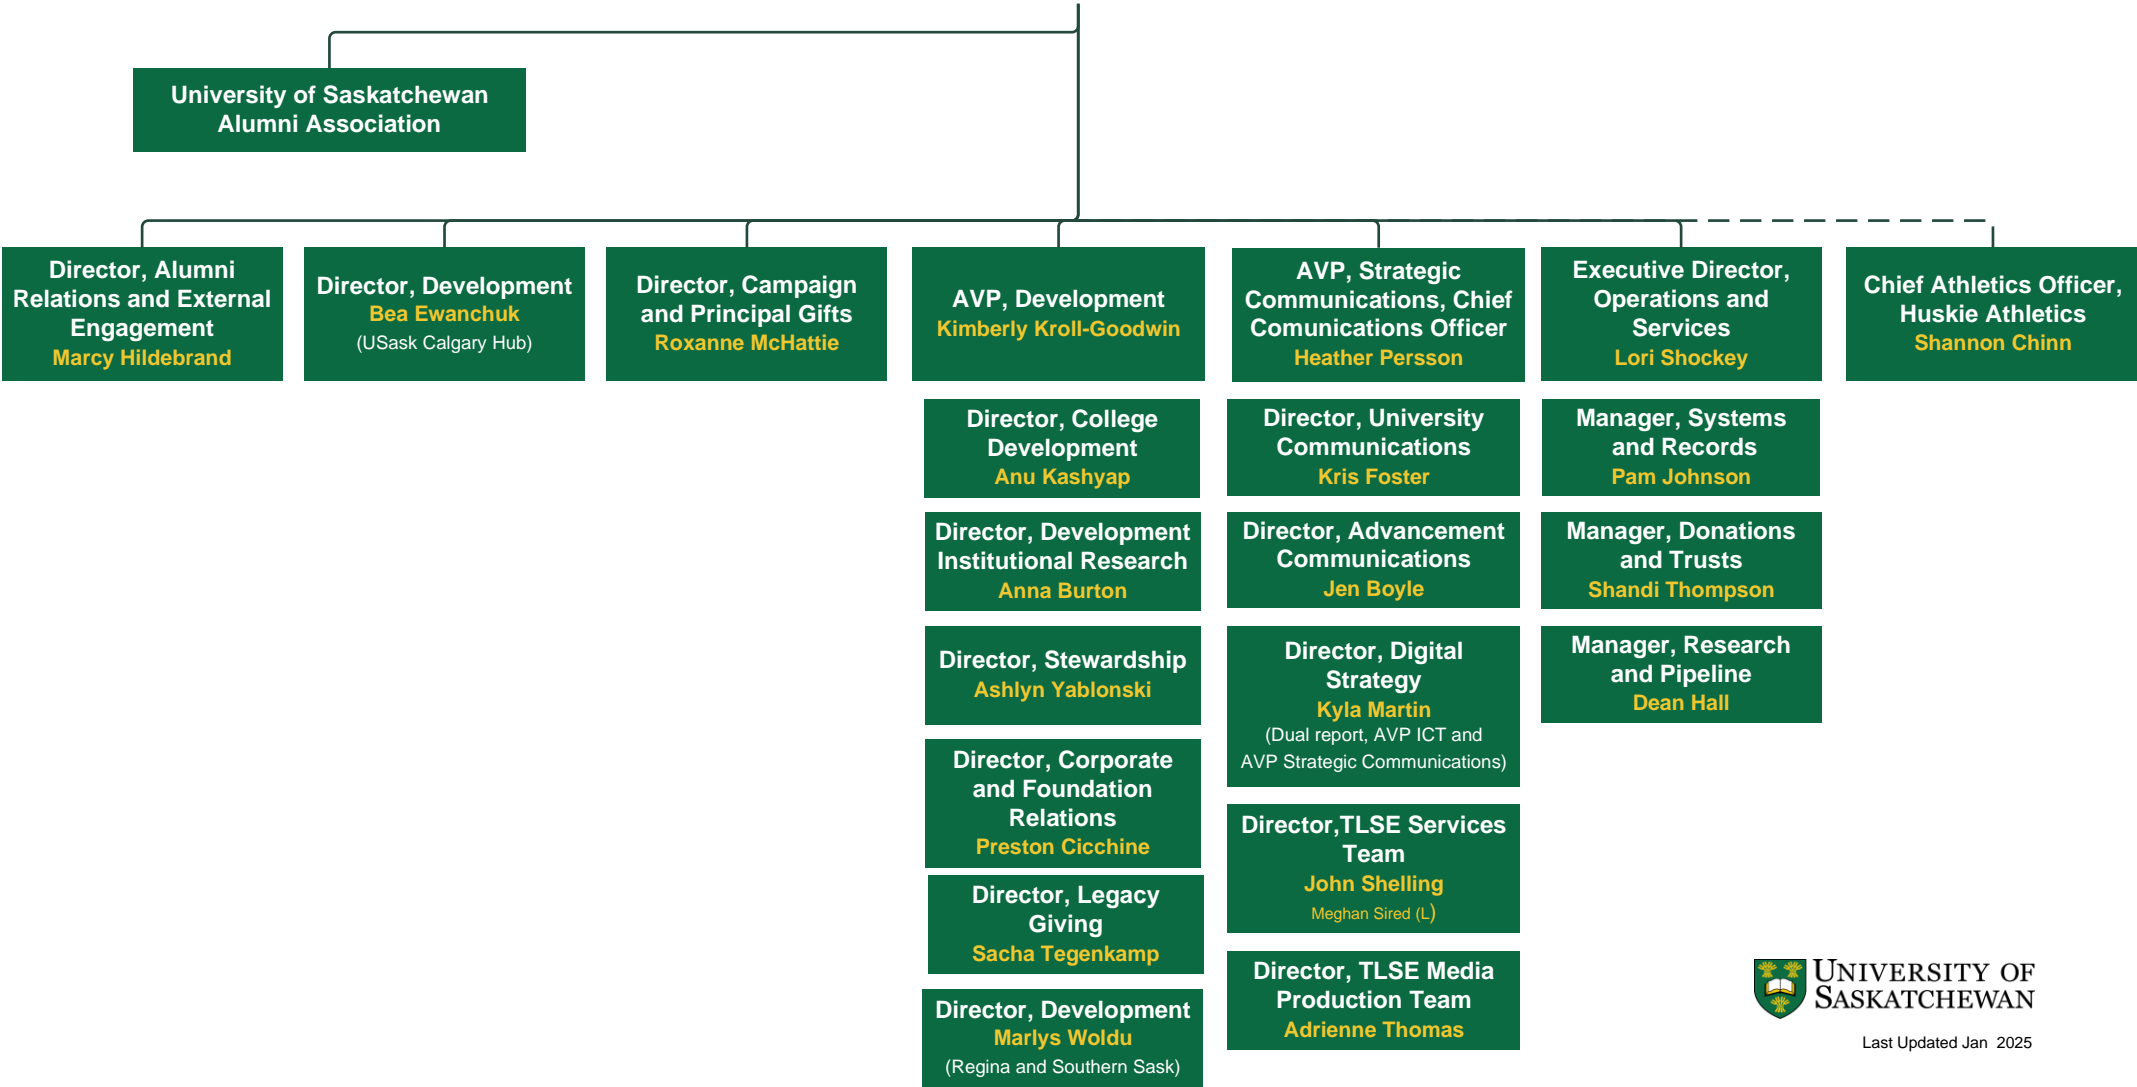 University of Saskatchewan
Alumni Association
Director, Alumni
Relations and External
Engagement
Marcy Hildebrand
Director, Development
Bea Ewanchuk
(USask Calgary Hub)
Director, Campaign
and Principal Gifts
Roxanne McHattie
AVP, Development
Kimberly Kroll-Goodwin
AVP, Strategic
Communications, Chief
Comunications Officer
Heather Persson
Executive Director,
Operations and
Services
Lori Shockey
Chief Athletics Officer,
Huskie Athletics
Shannon Chinn
Director, College
Development
Anu Kashyap
Director, Development
Institutional Research
Anna Burton
Director, Stewardship
Ashlyn Yablonski
Director, Corporate
and Foundation
Relations
Preston Cicchine
Director, Legacy
Giving
Sacha Tegenkamp
Director, Development
Marlys Woldu
(Regina and Southern Sask)
Director, University
Communications
Kris Foster
Director, Advancement
Communications
Jen Boyle
Director, Digital
Strategy
Kyla Martin
(Dual report, AVP ICT and
AVP Strategic Communications)
Director,TLSE Services
Team
John Shelling
Meghan Sired (L)
Director, TLSE Media
Production Team
Adrienne Thomas
Manager, Systems
and Records
Pam Johnson
Manager, Donations
and Trusts
Shandi Thompson
Manager, Research
and Pipeline
Dean Hall
UNIVERSITY OF
SASKATCHEWAN
Last Updated Jan 2025